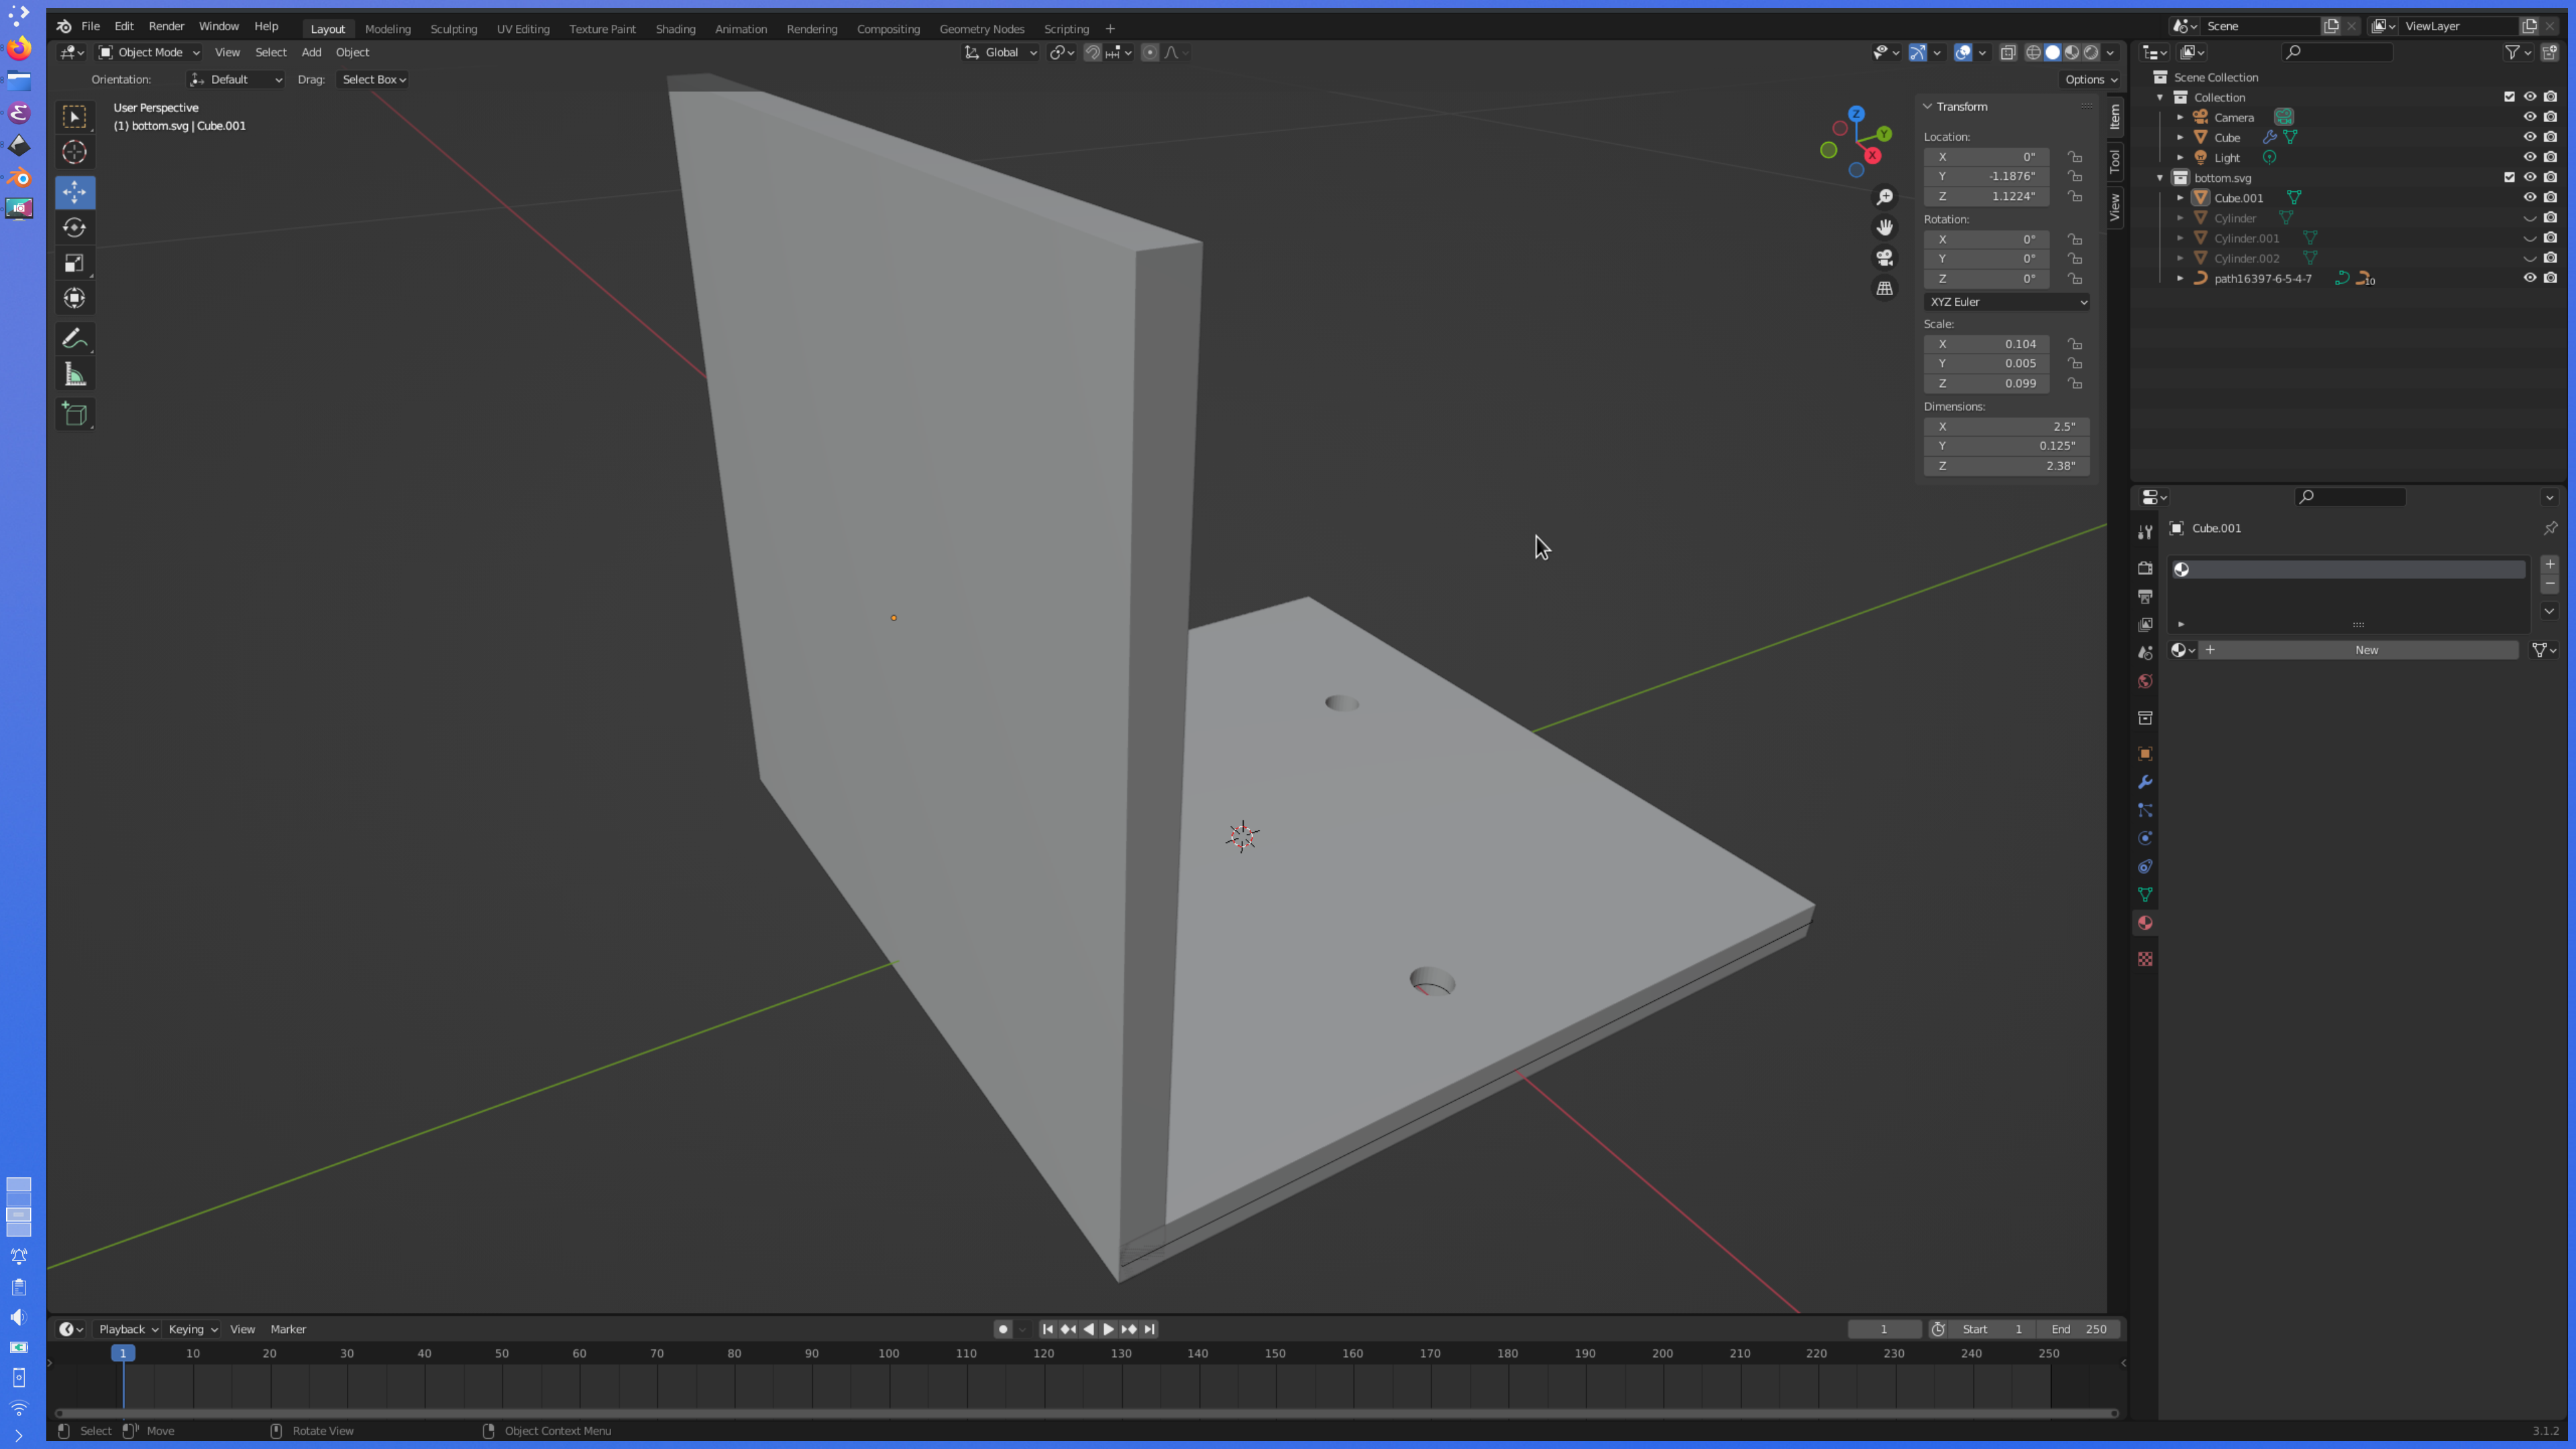 File Edit Render Window Help Layout Modeling Sculpting UV Editing Texture Paint Shading Animation Rendering Compositing Geometry Nodes Scripting + Scene ViewLayer
Object Mode View Select Add Object Global
Orientation: Default Drag: Select Box Options
User Perspective
(1) bottom.svg | Cube.001
Z
Y
X
Transform
Location:
X 0"
Y -1.1876"
Z 1.1224"
Rotation:
X 0°
Y 0°
Z 0°
XYZ Euler
Scale:
X 0.104
Y 0.005
Z 0.099
Dimensions:
X 2.5"
Y 0.125"
Z 2.38"
Item
Tool
View
Scene Collection
Collection
Camera
Cube
Light
bottom.svg
Cube.001
Cylinder
Cylinder.001
Cylinder.002
path16397-6-5-4-7 10
Cube.001
New
Playback Keying View Marker 1 Start 1 End 250
1 10 20 30 40 50 60 70 80 90 100 110 120 130 140 150 160 170 180 190 200 210 220 230 240 250
Select Move Rotate View Object Context Menu 3.1.2